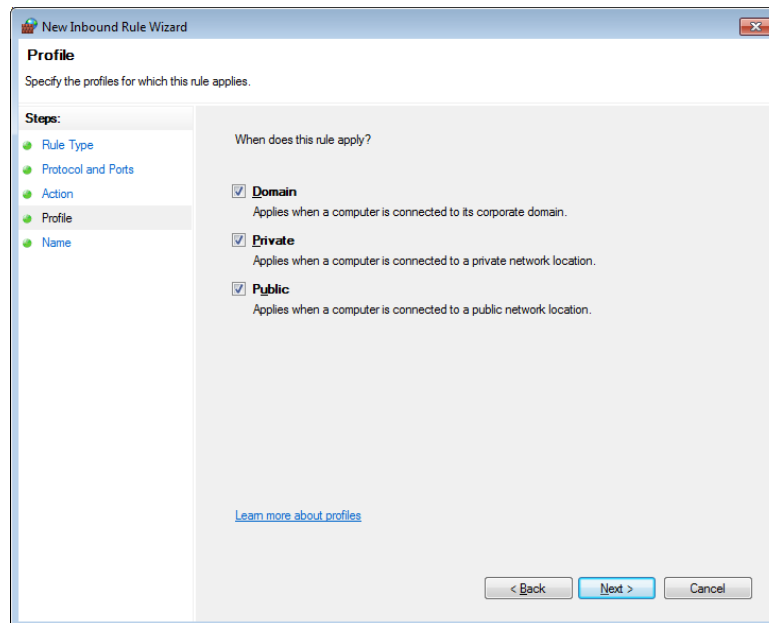 New Inbound Rule Wizard
Profile
Specify the profiles for which this rule applies.
Steps:
Rule Type
Protocol and Ports
Action
Profile
Name
When does this rule apply?
Domain
Applies when a computer is connected to its corporate domain.
Private
Applies when a computer is connected to a private network location.
Public
Applies when a computer is connected to a public network location.
Learn more about profiles
< Back
Next >
Cancel